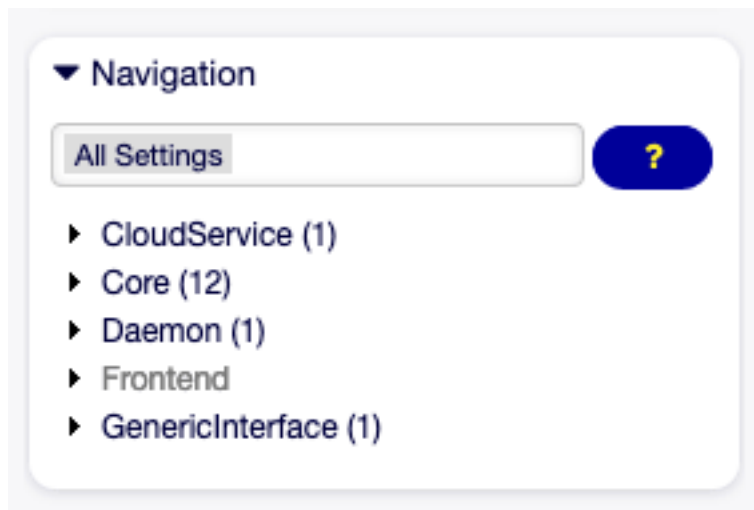 Navigation
All Settings ?
CloudService (1)
Core (12)
Daemon (1)
Frontend
GenericInterface (1)